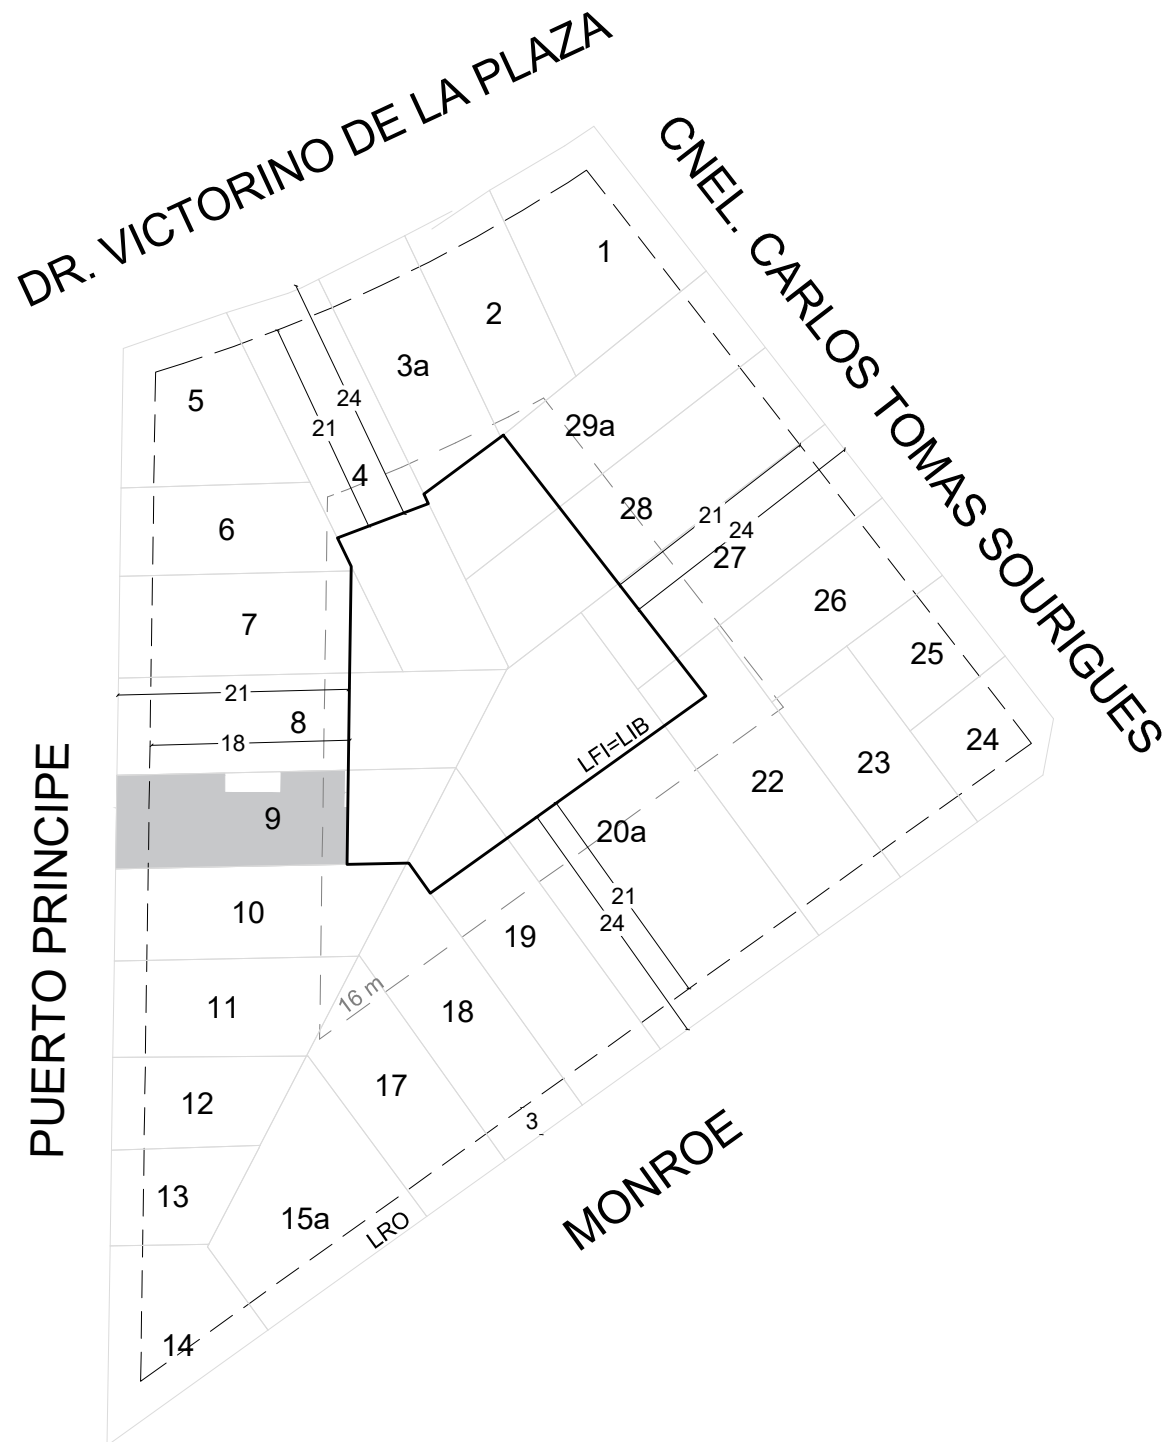 DR. VICTORINO DE LA PLAZA
CNEL. CARLOS TOMAS SOURIGUES
1
2
3a
24
5
21
29a
4
28
21
6
24
27
26
7
25
21
8
LFI=LIB
24
18
23
22
9
20a
21
10
24
19
16 m
11
18
PUERTO PRINCIPE
17
12
3
MONROE
13
15a
LRO
14